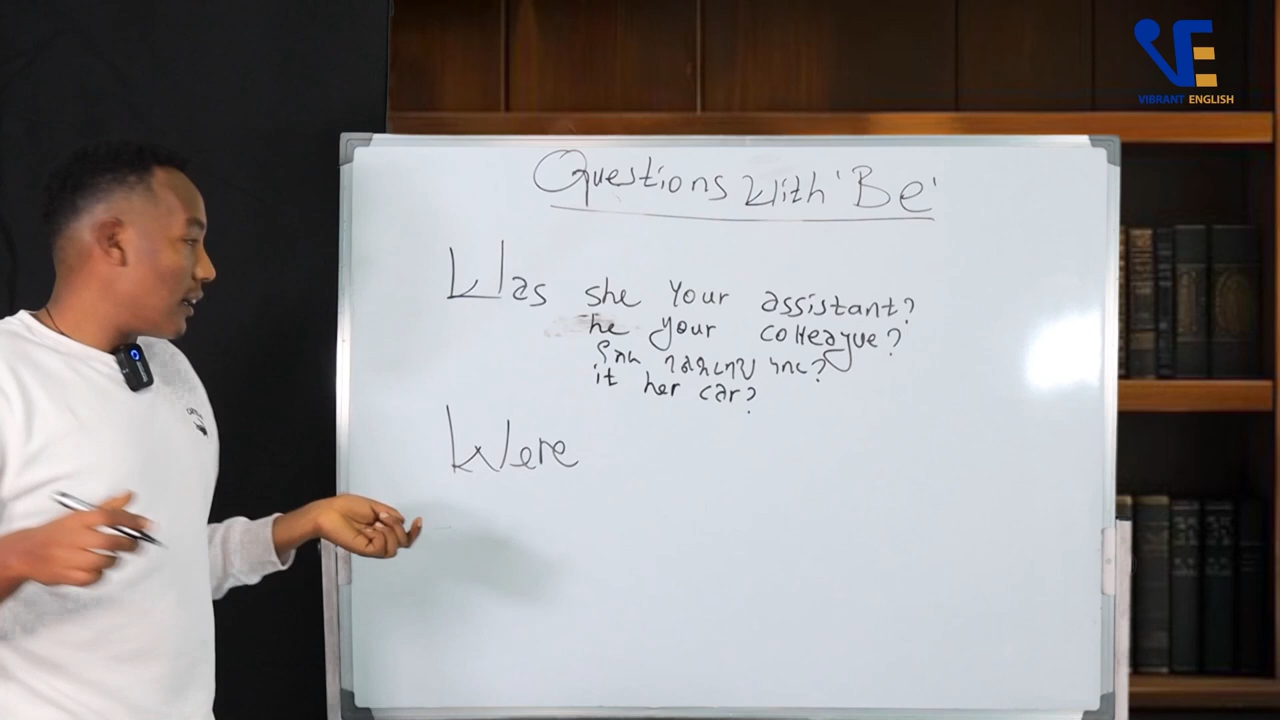 VIBRANT ENGLISH
Questions with 'Be'
Was she your assistant?
he your colleague?
it her car?
Were